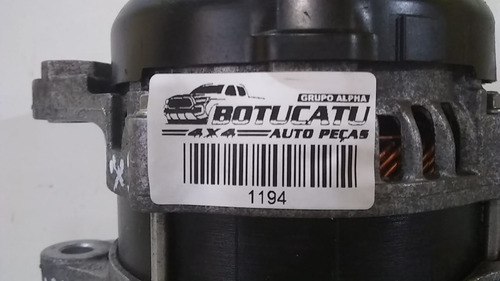 GRUPO ALPHA
BOTUCATU
4X4 AUTO PEÇAS
1194